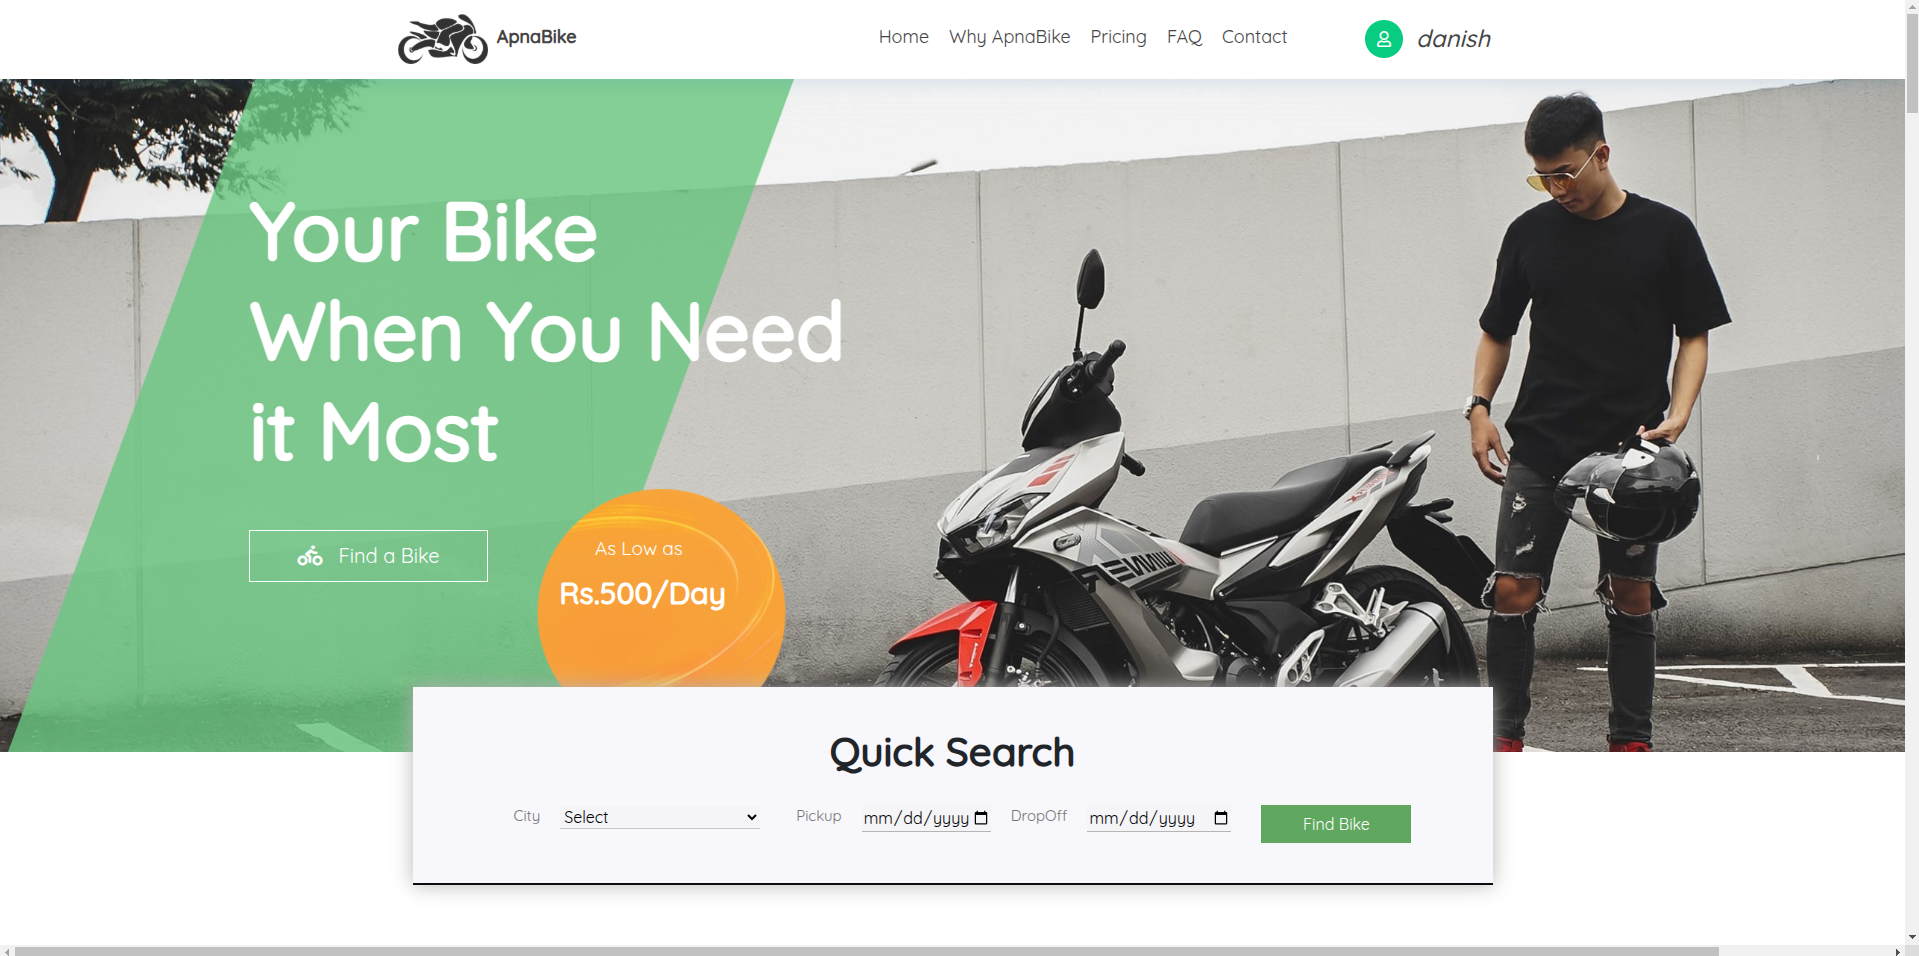 ApnaBike
Home Why ApnaBike Pricing FAQ Contact
danish
Your Bike
When You Need
it Most
Find a Bike
As Low as
Rs.500/Day
Quick Search
City Select Pickup mm/dd/yyyy DropOff mm/dd/yyyy Find Bike